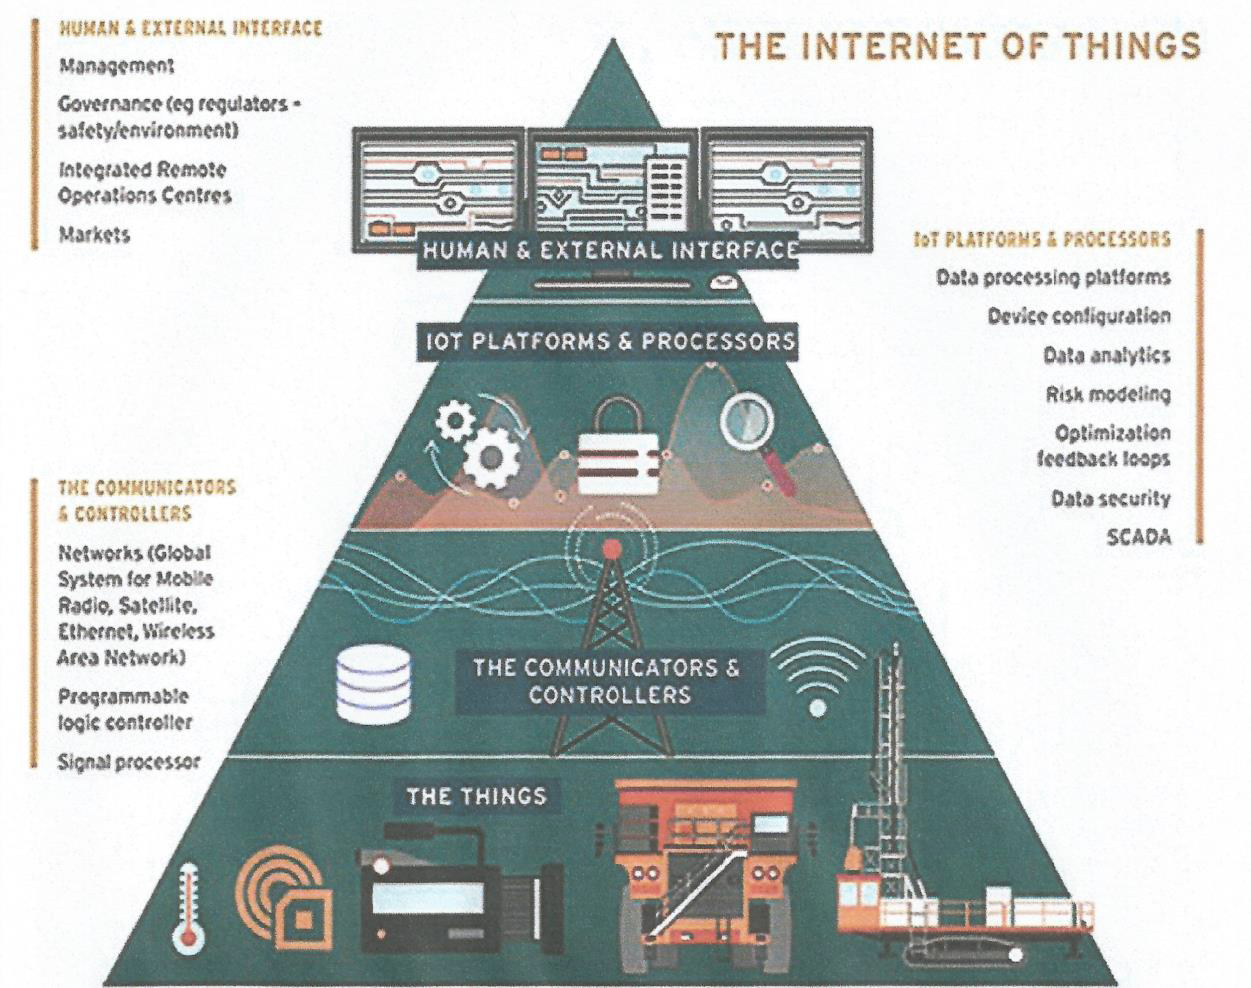 THE INTERNET OF THINGS
HUMAN & EXTERNAL INTERFACE
Management
Governance (eg regulators -
safety/environment)
Integrated Remote
Operations Centres
Markets
HUMAN & EXTERNAL INTERFACE
IOT PLATFORMS & PROCESSORS
IoT PLATFORMS & PROCESSORS
Data processing platforms
Device configuration
Data analytics
Risk modeling
Optimization
feedback loops
Data security
SCADA
THE COMMUNICATORS
& CONTROLLERS
Networks (Global
System for Mobile
Radio, Satellite,
Ethernet, Wireless
Area Network)
Programmable
logic controller
Signal processor
THE COMMUNICATORS &
CONTROLLERS
THE THINGS